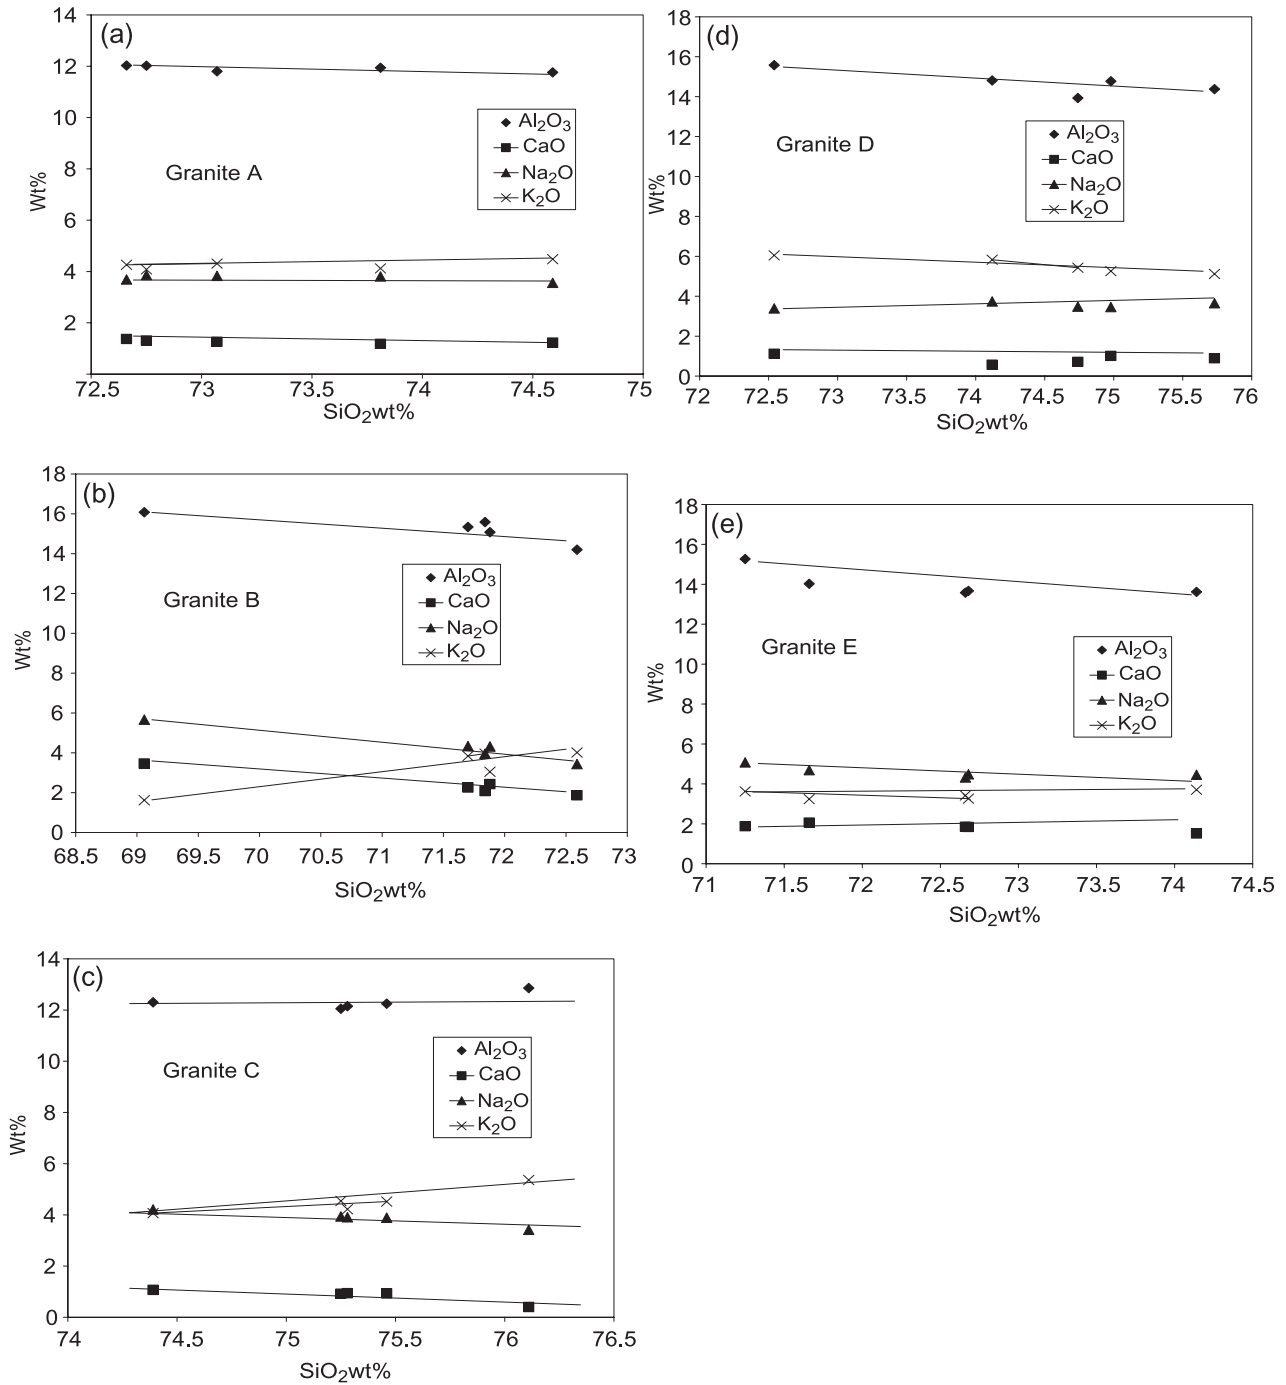 (a)
14
12
10
8
6
4
2
Wt%
Granite A
Al₂O₃
CaO
Na₂O
K₂O
72.5 73 73.5 74 74.5 75
SiO₂wt%
(d)
18
16
14
12
10
8
6
4
2
0
Wt%
Granite D
Al₂O₃
CaO
Na₂O
K₂O
72 72.5 73 73.5 74 74.5 75 75.5 76
SiO₂wt%
(b)
18
16
14
12
10
8
6
4
2
0
Wt%
Granite B
Al₂O₃
CaO
Na₂O
K₂O
68.5 69 69.5 70 70.5 71 71.5 72 72.5 73
SiO₂wt%
(e)
18
16
14
12
10
8
6
4
2
0
Wt%
Granite E
Al₂O₃
CaO
Na₂O
K₂O
71 71.5 72 72.5 73 73.5 74 74.5
SiO₂wt%
(c)
14
12
10
8
6
4
2
0
Wt%
Granite C
Al₂O₃
CaO
Na₂O
K₂O
74 74.5 75 75.5 76 76.5
SiO₂wt%